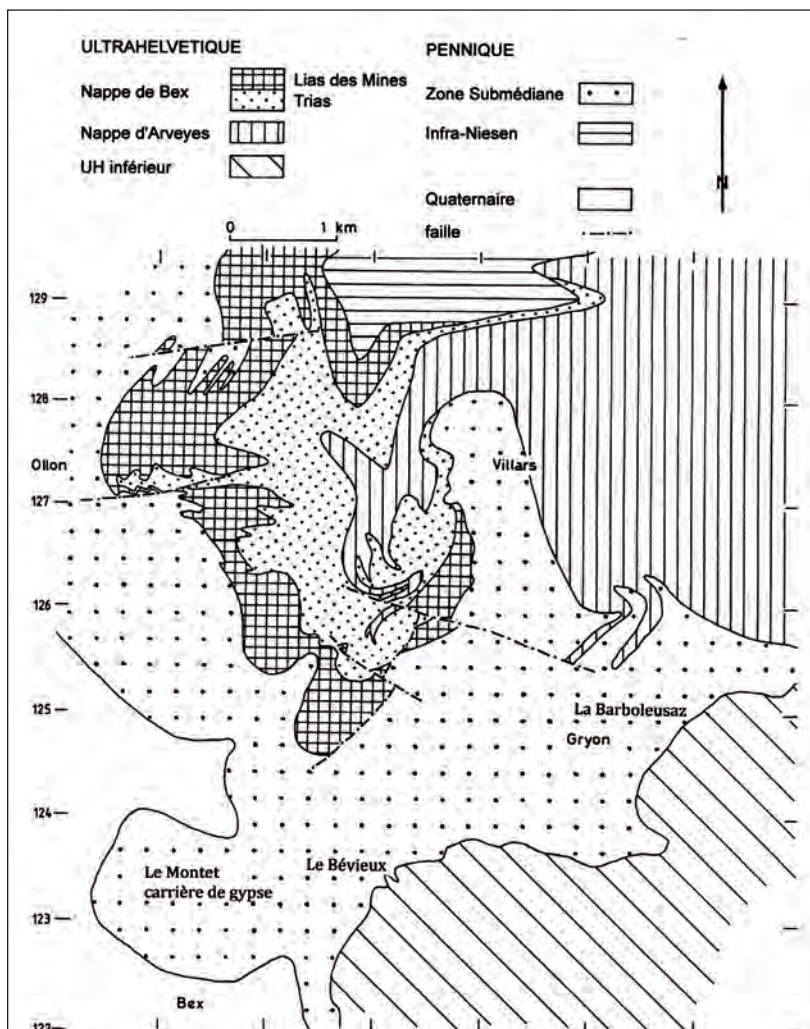 ULTRAHELVETIQUE
Nappe de Bex
Lias des Mines
Trias
Nappe d'Arveyes
UH inférieur
PENNIQUE
Zone Submédiane
Infra-Niesen
Quaternaire
faille
N
0 1 km
129
128
Ollon
Villars
127
126
125
La Barboleusaz
Gryon
124
Le Montet
carrière de gypse
Le Bévieux
123
Bex
122